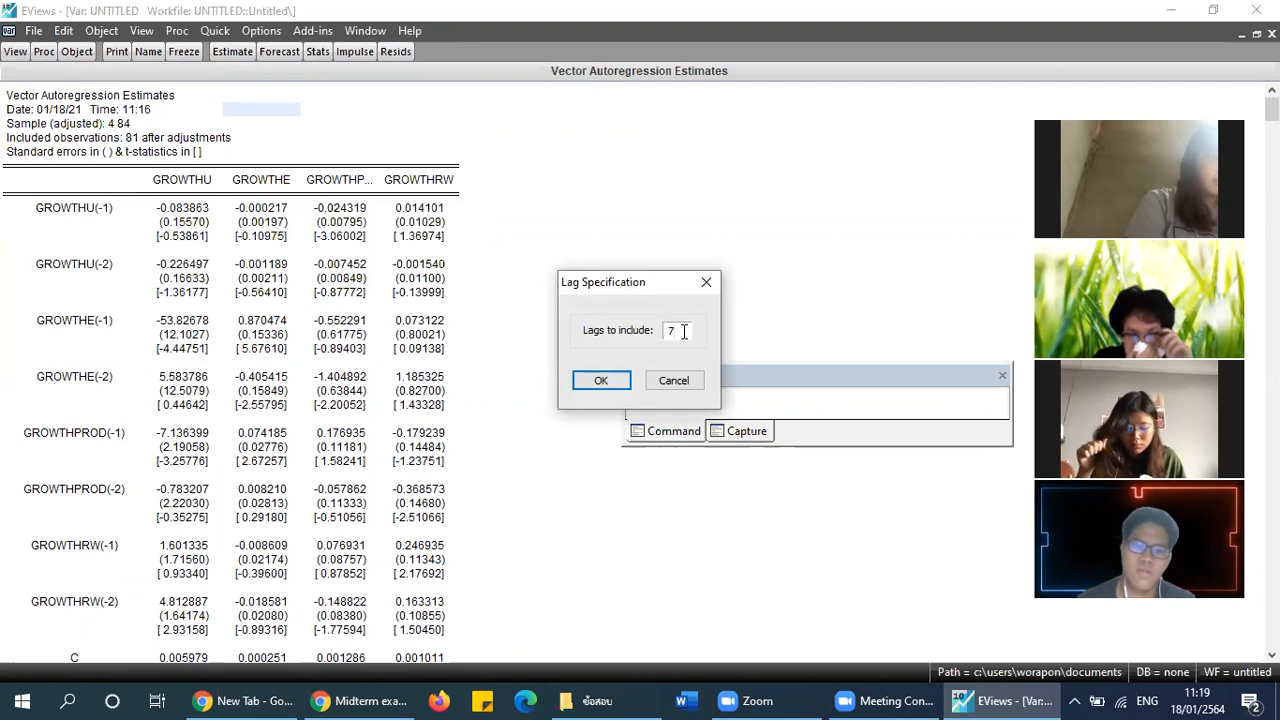 EViews - [Var: UNTITLED   Workfile: UNTITLED::Untitled\]
File Edit Object View Proc Quick Options Add-ins Window Help
View Proc Object Print Name Freeze Estimate Forecast Stats Impulse Resids
Vector Autoregression Estimates
Vector Autoregression Estimates
Date: 01/18/21   Time: 11:16
Sample (adjusted): 4 84
Included observations: 81 after adjustments
Standard errors in ( ) & t-statistics in [ ]
GROWTHU GROWTHE GROWTHP... GROWTHRW
GROWTHU(-1) -0.083863 -0.000217 -0.024319 0.014101
(0.15570) (0.00197) (0.00795) (0.01029)
[-0.53861] [-0.10975] [-3.06002] [ 1.36974]
GROWTHU(-2) -0.226497 -0.001189 -0.007452 -0.001540
(0.16633) (0.00211) (0.00849) (0.01100)
[-1.36177] [-0.56410] [-0.87772] [-0.13999]
GROWTHE(-1) -53.82678 0.870474 -0.552291 0.073122
(12.1027) (0.15336) (0.61775) (0.80021)
[-4.44751] [ 5.67610] [-0.89403] [ 0.09138]
GROWTHE(-2) 5.583786 -0.405415 -1.404892 1.185325
(12.5079) (0.15849) (0.63844) (0.82700)
[ 0.44642] [-2.55795] [-2.20052] [ 1.43328]
GROWTHPROD(-1) -7.136399 0.074185 0.176935 -0.179239
(2.19058) (0.02776) (0.11181) (0.14484)
[-3.25776] [ 2.67257] [ 1.58241] [-1.23751]
GROWTHPROD(-2) -0.783207 0.008210 -0.057862 -0.368573
(2.22030) (0.02813) (0.11333) (0.14680)
[-0.35275] [ 0.29180] [-0.51056] [-2.51066]
GROWTHRW(-1) 1.601335 -0.008609 0.076931 0.246935
(1.71560) (0.02174) (0.08757) (0.11343)
[ 0.93340] [-0.39600] [ 0.87852] [ 2.17692]
GROWTHRW(-2) 4.812887 -0.018581 -0.148822 0.163313
(1.64174) (0.02080) (0.08380) (0.10855)
[ 2.93158] [-0.89316] [-1.77594] [ 1.50450]
C 0.005979 0.000251 0.001286 0.001011
Lag Specification
Lags to include: 7
OK Cancel
Command Capture
Path = c:\users\worapon\documents DB = none WF = untitled
New Tab - Go... Midterm exa... ข้อสอบ Zoom Meeting Con... EViews - [Var:... ENG
11:19
18/01/2564
2